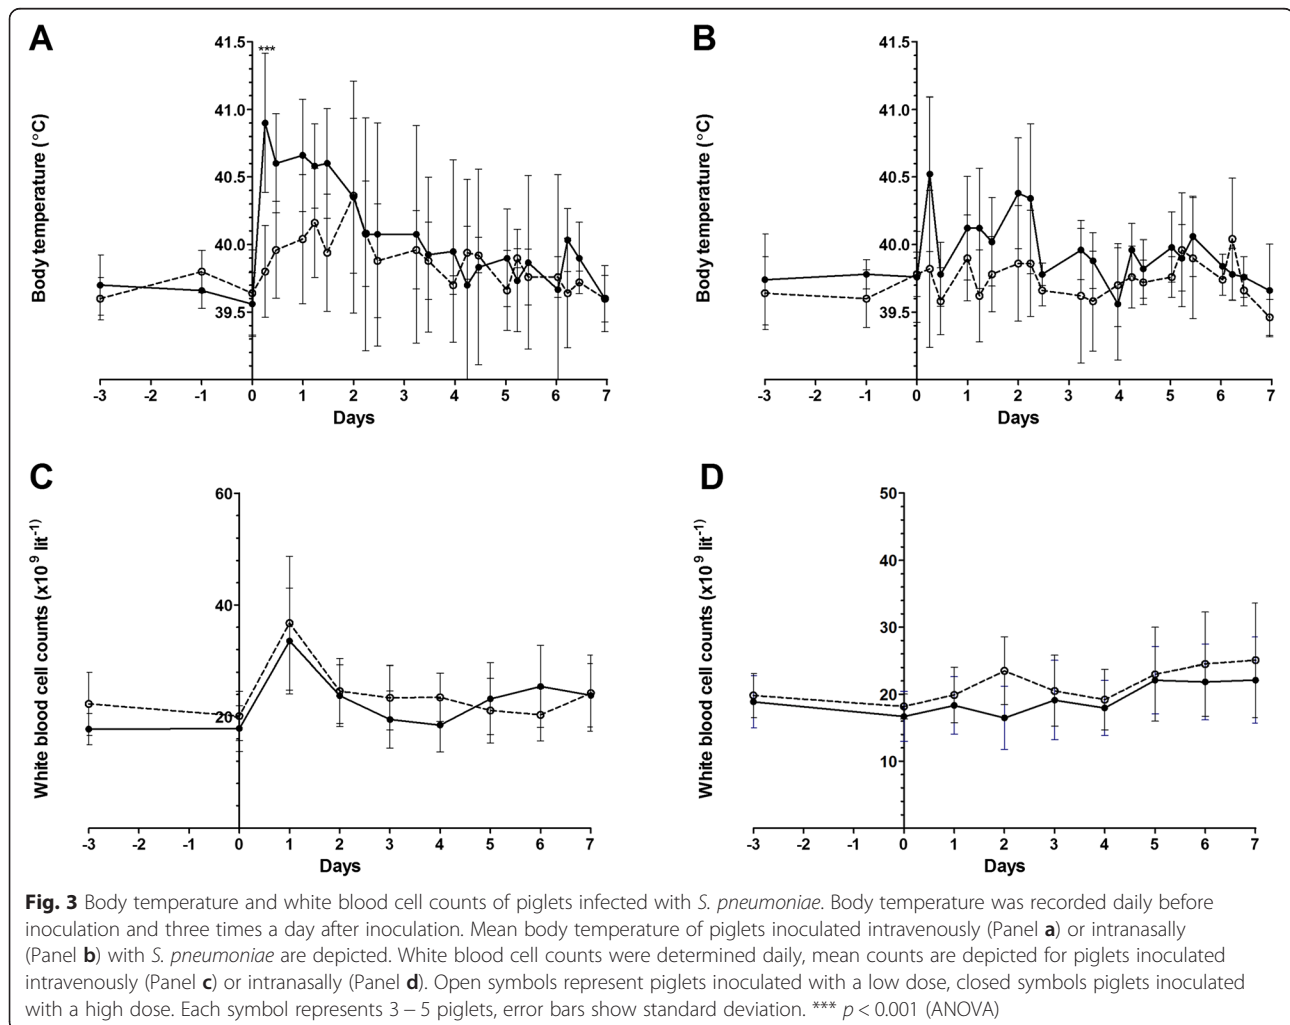 A
B
41.5
41.0
40.5
40.0
39.5
***
Body temperature (°C)
-3 -2 -1 0 1 2 3 4 5 6 7
Days
41.5
41.0
40.5
40.0
39.5
Body temperature (°C)
-3 -2 -1 0 1 2 3 4 5 6 7
Days
C
D
60
40
20
White blood cell counts (x10⁹ lit⁻¹)
-3 -2 -1 0 1 2 3 4 5 6 7
Days
50
40
30
20
10
White blood cell counts (x10⁹ lit⁻¹)
-3 -2 -1 0 1 2 3 4 5 6 7
Days
Fig. 3 Body temperature and white blood cell counts of piglets infected with S. pneumoniae. Body temperature was recorded daily before
inoculation and three times a day after inoculation. Mean body temperature of piglets inoculated intravenously (Panel a) or intranasally
(Panel b) with S. pneumoniae are depicted. White blood cell counts were determined daily, mean counts are depicted for piglets inoculated
intravenously (Panel c) or intranasally (Panel d). Open symbols represent piglets inoculated with a low dose, closed symbols piglets inoculated
with a high dose. Each symbol represents 3 – 5 piglets, error bars show standard deviation. *** p < 0.001 (ANOVA)